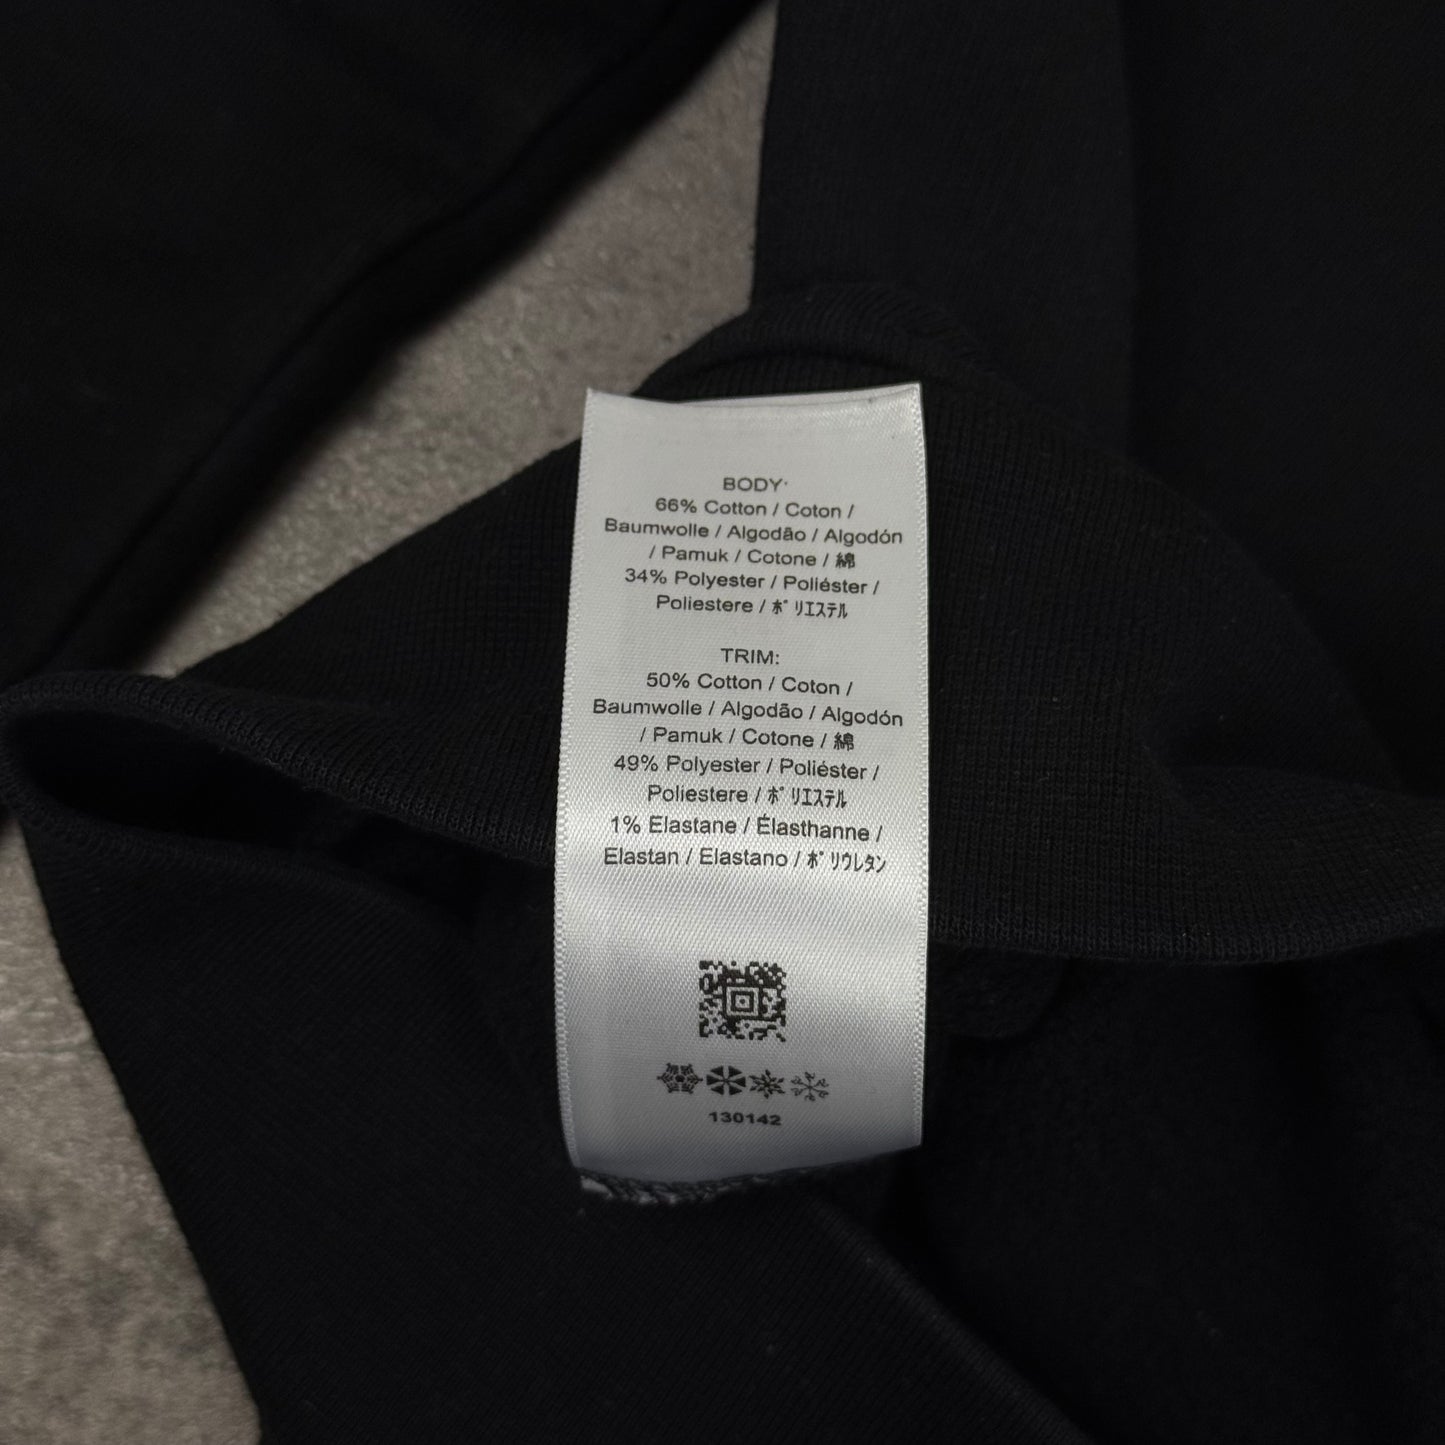 BODY:
66% Cotton / Coton /
Baumwolle / Algodão / Algodón
/ Pamuk / Cotone / 綿
34% Polyester / Poliéster /
Poliestere / ﾎﾟﾘｴｽﾃﾙ
TRIM:
50% Cotton / Coton /
Baumwolle / Algodão / Algodón
/ Pamuk / Cotone / 綿
49% Polyester / Poliéster /
Poliestere / ﾎﾟﾘｴｽﾃﾙ
1% Elastane / Élasthanne /
Elastan / Elastano / ﾎﾟﾘｳﾚﾀﾝ
130142